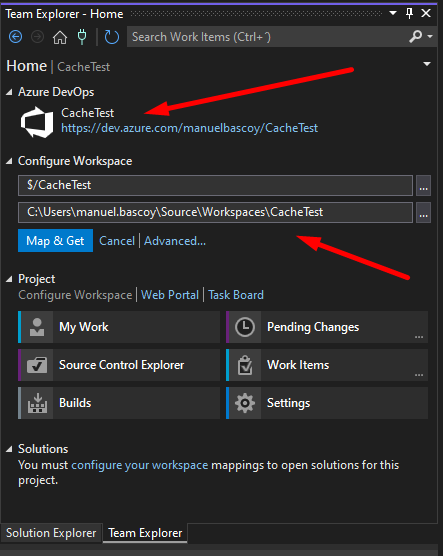 Team Explorer - Home
Search Work Items (Ctrl+´)
Home | CacheTest
Azure DevOps
CacheTest
https://dev.azure.com/manuelbascoy/CacheTest
Configure Workspace
$/CacheTest
...
C:\Users\manuel.bascoy\Source\Workspaces\CacheTest
...
Map & Get Cancel | Advanced...
Project
Configure Workspace | Web Portal | Task Board
My Work
Pending Changes
...
Source Control Explorer
Work Items
...
Builds
Settings
Solutions
You must configure your workspace mappings to open solutions for this
project.
Solution Explorer Team Explorer